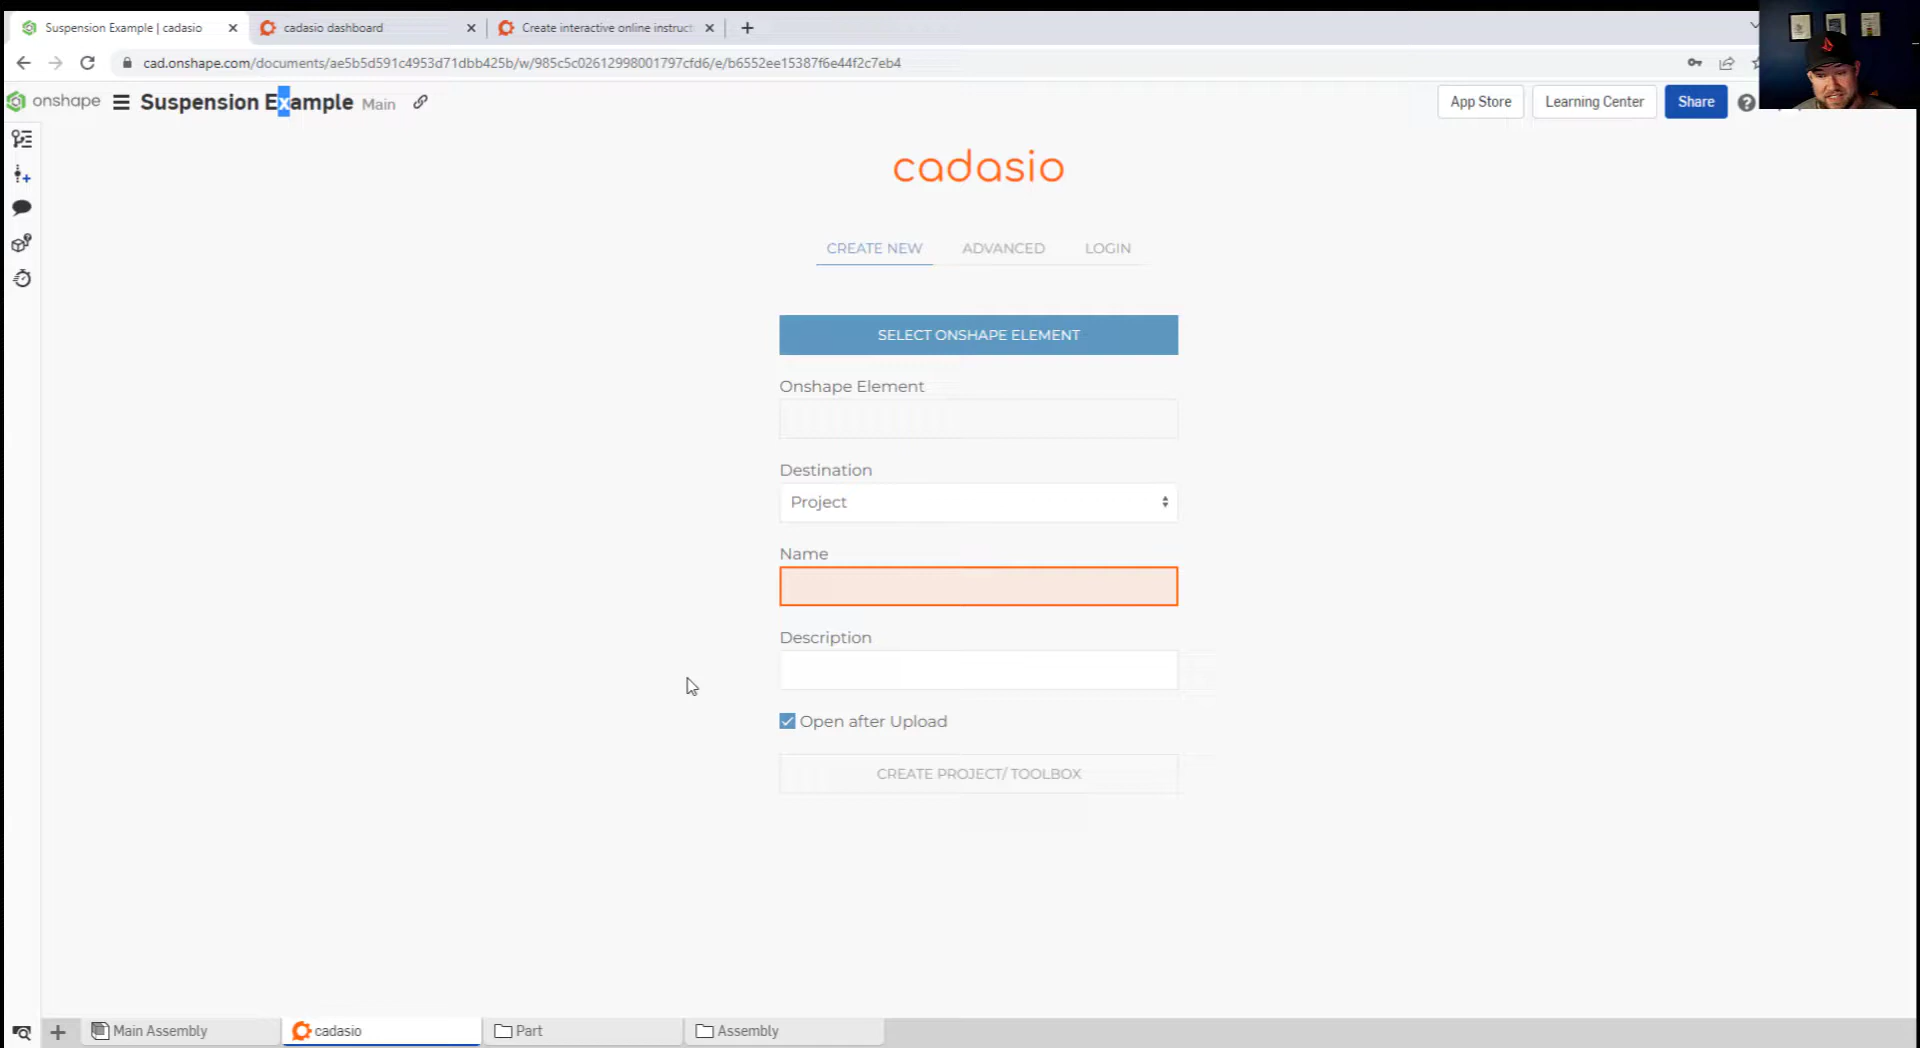 Suspension Example | cadasio
cadasio dashboard
Create interactive online instruct
cad.onshape.com/documents/ae5b5d591c4953d71dbb425b/w/985c5c02612998001797cfd6/e/b6552ee15387f6e44f2c7eb4
onshape
Suspension Example Main
App Store
Learning Center
Share
cadasio
CREATE NEW
ADVANCED
LOGIN
SELECT ONSHAPE ELEMENT
Onshape Element
Destination
Project
Name
Description
Open after Upload
CREATE PROJECT/ TOOLBOX
Main Assembly
cadasio
Part
Assembly